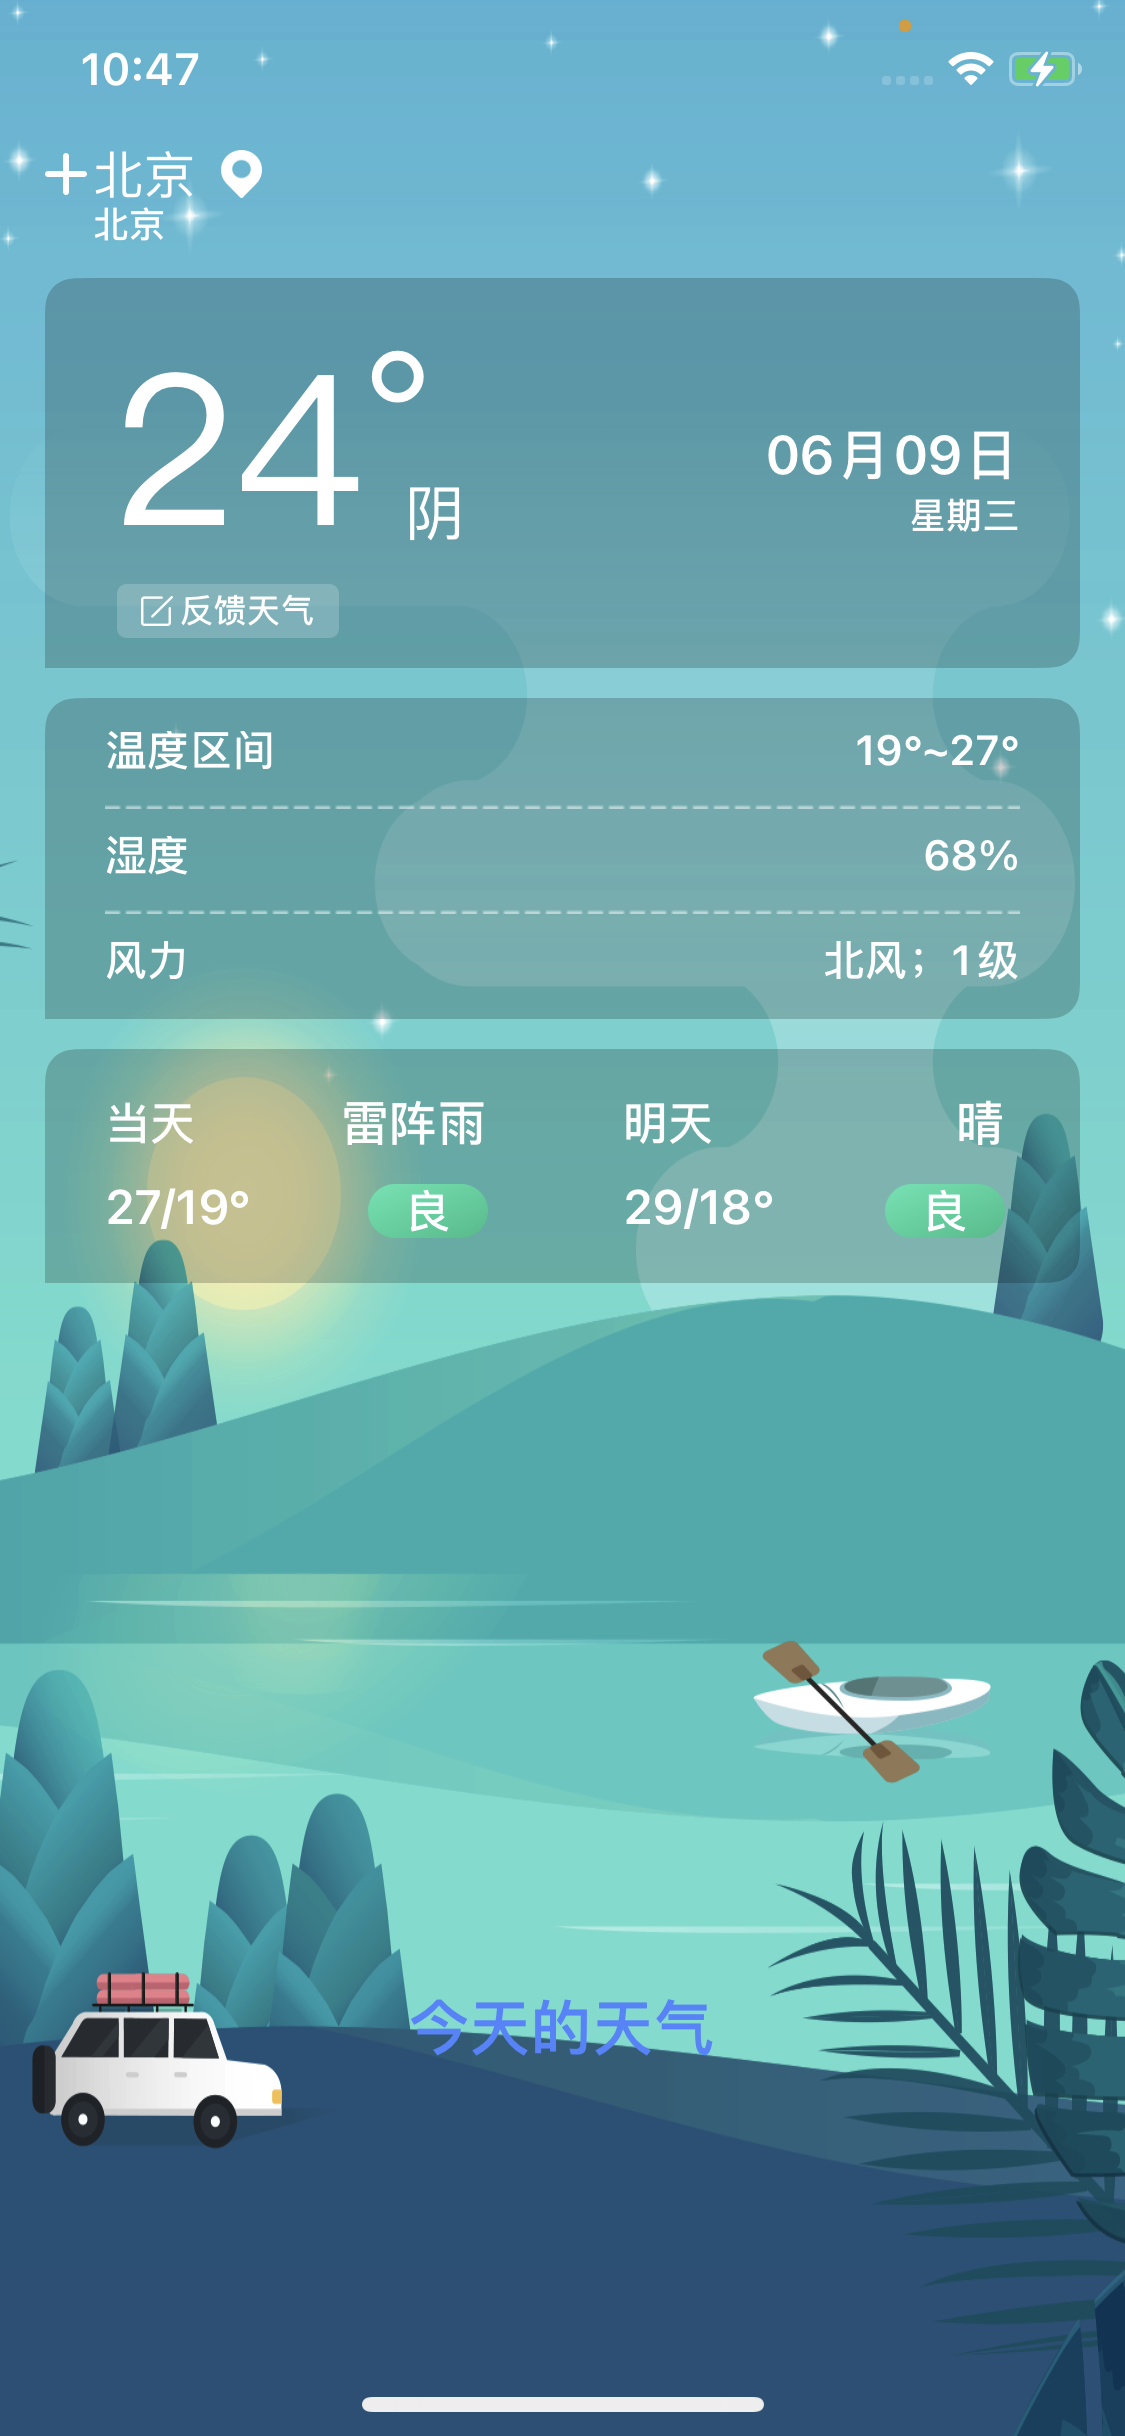 10:47
北京
北京
24°
阴
06月09日
星期三
反馈天气
温度区间 19°~27°
湿度 68%
风力 北风；1级
当天 雷阵雨 明天 晴
27/19° 良 29/18° 良
今天的天气